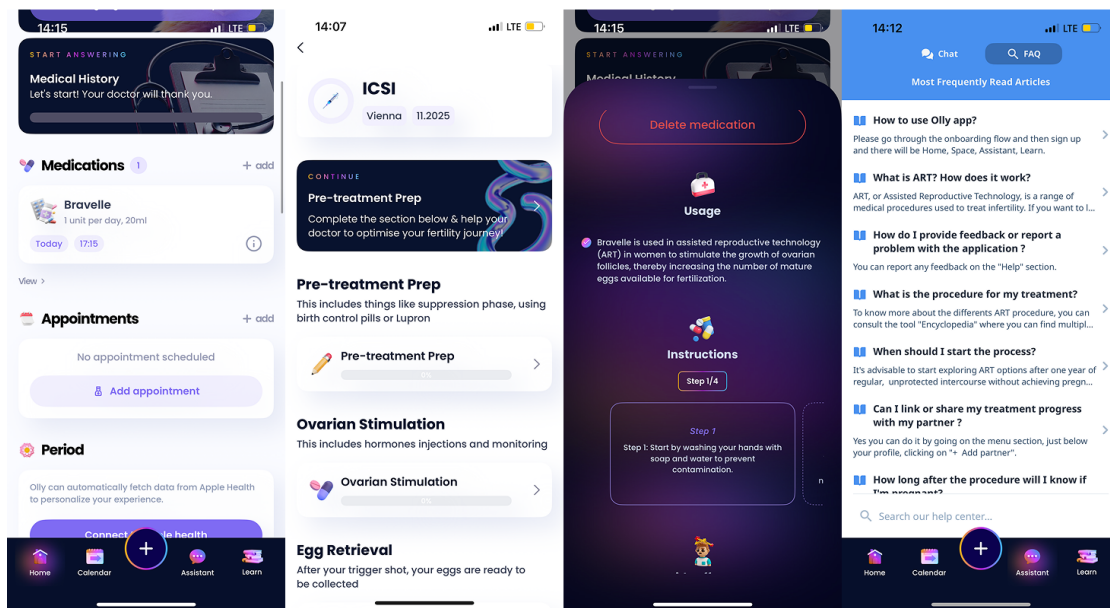 14:15
LTE
START ANSWERING
Medical History
Let's start! Your doctor will thank you.
Medications 1
+ add
Bravelle
1 unit per day, 20ml
Today 17:15
View >
Appointments
+ add
No appointment scheduled
Add appointment
Period
Olly can automatically fetch data from Apple Health
to personalize your experience.
Connect le health
Home
Calendar
+
Assistant
Learn
14:07
LTE
ICSI
Vienna 11.2025
CONTINUE
Pre-treatment Prep
Complete the section below & help your
doctor to optimise your fertility journey!
Pre-treatment Prep
This includes things like suppression phase, using
birth control pills or Lupron
Pre-treatment Prep
0%
Ovarian Stimulation
This includes hormones injections and monitoring
Ovarian Stimulation
0%
Egg Retrieval
After your trigger shot, your eggs are ready to
be collected
14:15
LTE
START ANSWERING
Medical History
Delete medication
Usage
Bravelle is used in assisted reproductive technology
(ART) in women to stimulate the growth of ovarian
follicles, thereby increasing the number of mature
eggs available for fertilization.
Instructions
Step 1/4
Step 1
Step 1: Start by washing your hands with
soap and water to prevent
contamination.
n
14:12
LTE
Chat
FAQ
Most Frequently Read Articles
How to use Olly app?
Please go through the onboarding flow and then sign up
and there will be Home, Space, Assistant, Learn.
What is ART? How does it work?
ART, or Assisted Reproductive Technology, is a range of
medical procedures used to treat infertility. If you want to l...
How do I provide feedback or report a
problem with the application ?
You can report any feedback on the "Help" section.
What is the procedure for my treatment?
To know more about the differents ART procedure, you can
consult the tool "Encyclopedia" where you can find multipl...
When should I start the process?
It's advisable to start exploring ART options after one year of
regular, unprotected intercourse without achieving pregn...
Can I link or share my treatment progress
with my partner ?
Yes you can do it by going on the menu section, just below
your profile, clicking on "+ Add partner".
How long after the procedure will I know if
I'm pregnant?
Search our help center...
Home
Calendar
+
Assistant
Learn